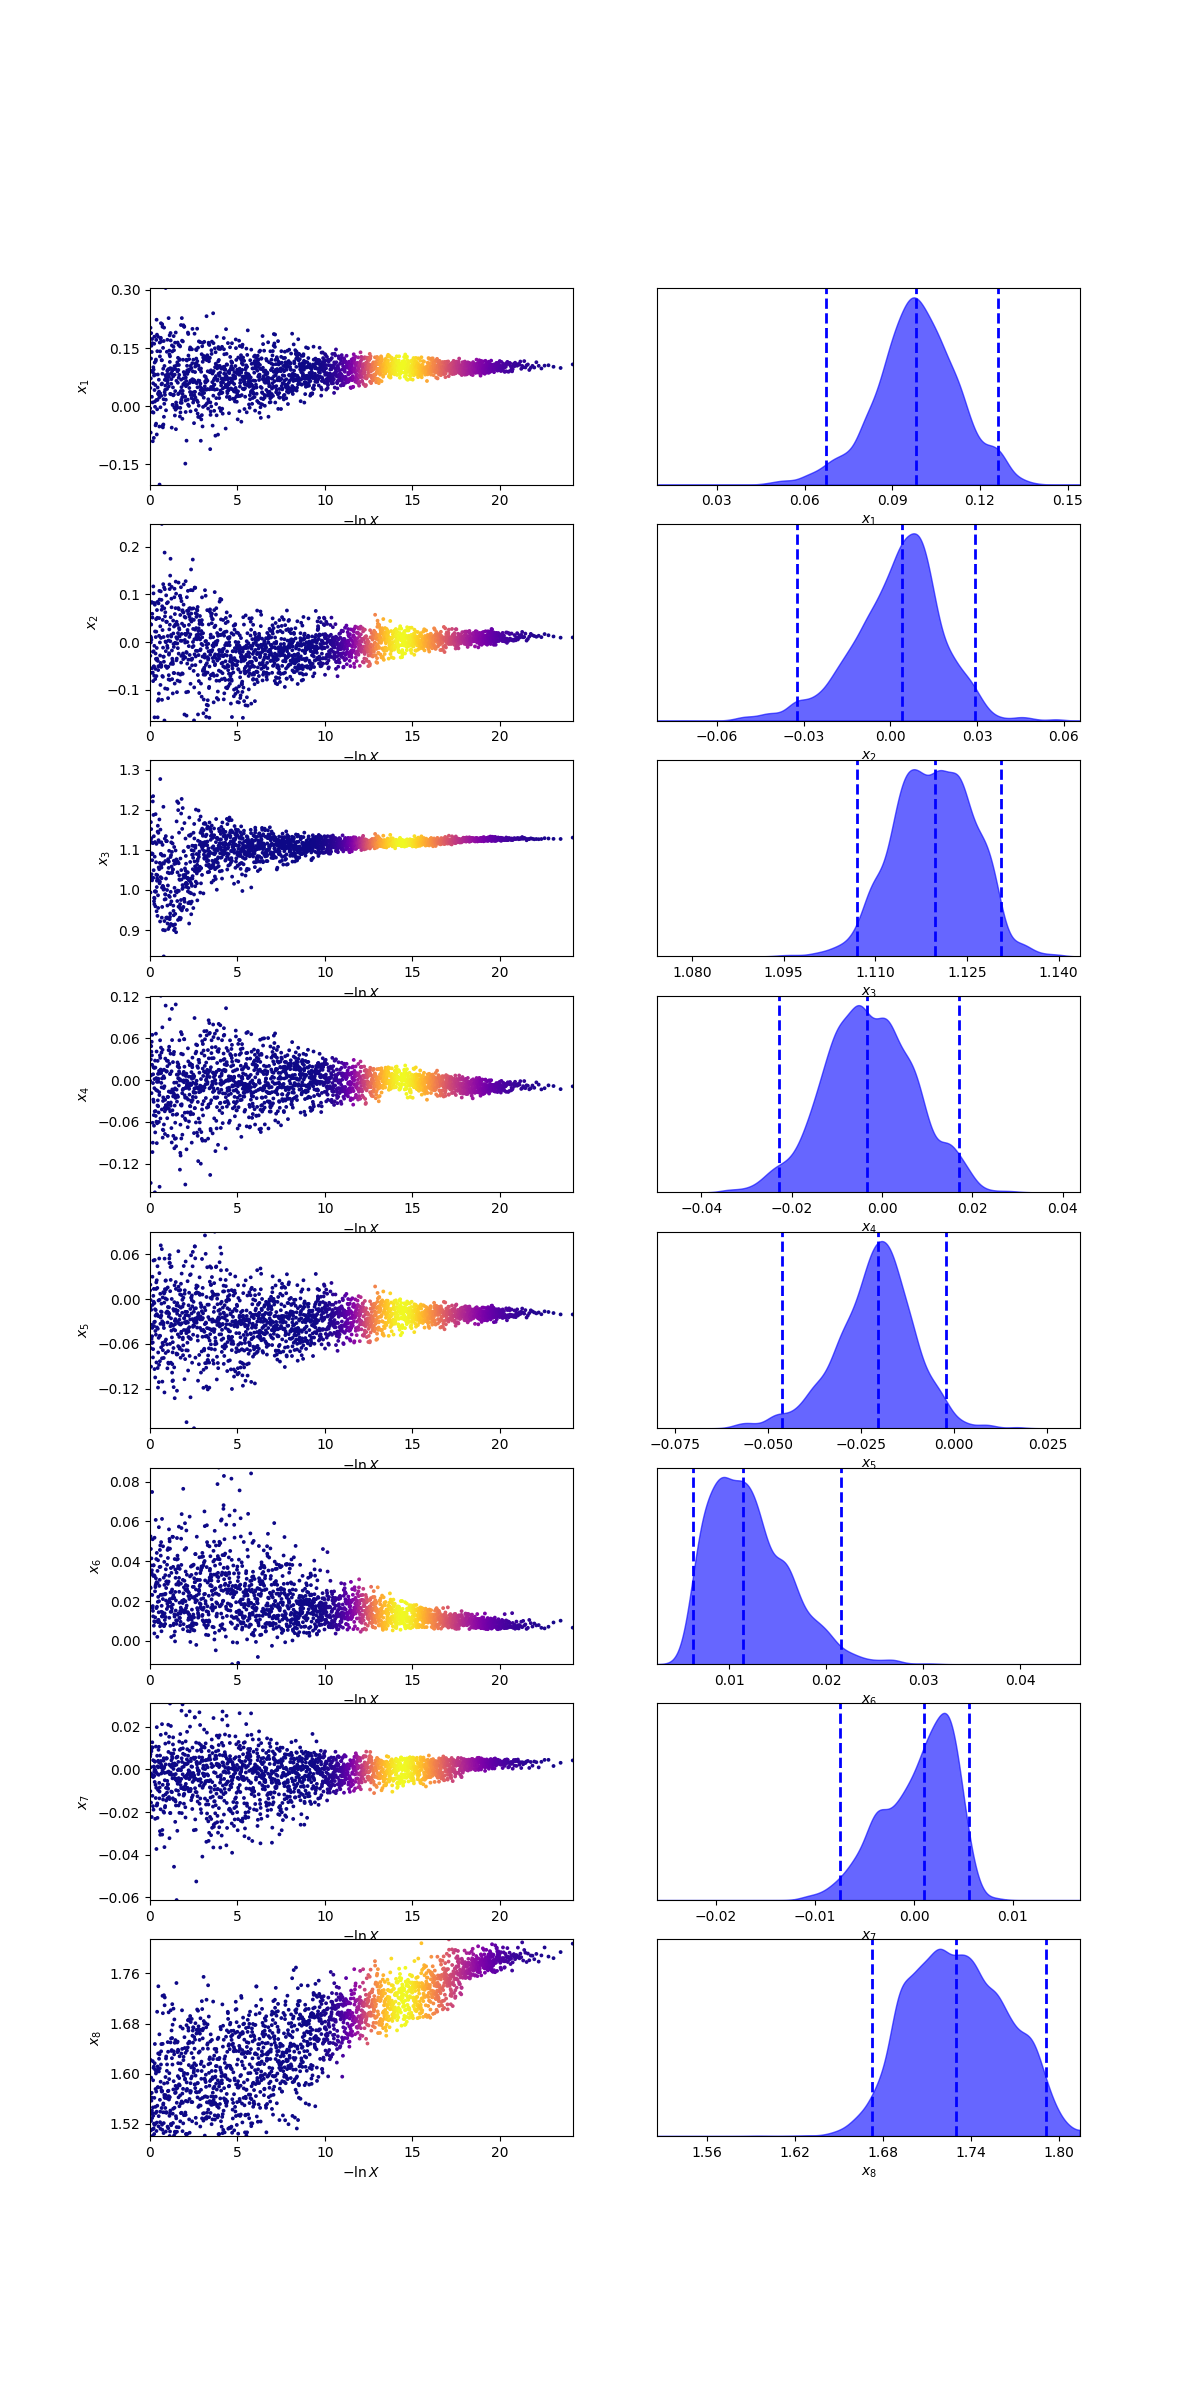 0.30
0.15
0.00
−0.15
x₁
0 5 10 15 20
−ln X
0.03 0.06 0.09 0.12 0.15
x₁
0.2
0.1
0.0
−0.1
x₂
0 5 10 15 20
−ln X
−0.06 −0.03 0.00 0.03 0.06
x₂
1.3
1.2
1.1
1.0
0.9
x₃
0 5 10 15 20
−ln X
1.080 1.095 1.110 1.125 1.140
x₃
0.12
0.06
0.00
−0.06
−0.12
x₄
0 5 10 15 20
−ln X
−0.04 −0.02 0.00 0.02 0.04
x₄
0.06
0.00
−0.06
−0.12
x₅
0 5 10 15 20
−ln X
−0.075 −0.050 −0.025 0.000 0.025
x₅
0.08
0.06
0.04
0.02
0.00
x₆
0 5 10 15 20
−ln X
0.01 0.02 0.03 0.04
x₆
0.02
0.00
−0.02
−0.04
−0.06
x₇
0 5 10 15 20
−ln X
−0.02 −0.01 0.00 0.01
x₇
1.76
1.68
1.60
1.52
x₈
0 5 10 15 20
−ln X
1.56 1.62 1.68 1.74 1.80
x₈